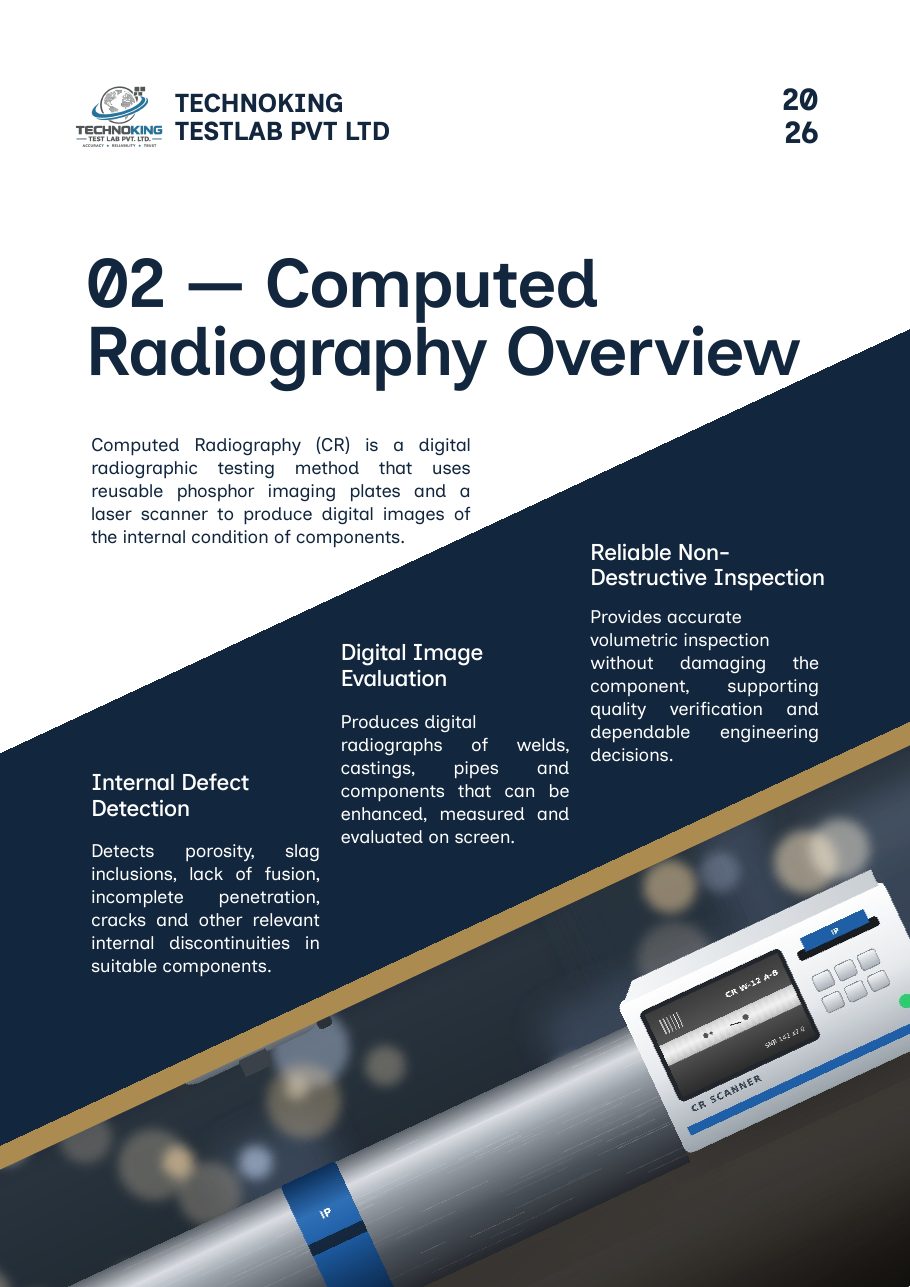 TECHNOKING
TEST LAB PVT. LTD.
ACCURACY • RELIABILITY • TRUST
TECHNOKING
TESTLAB PVT LTD
20
26
02 — Computed
Radiography Overview
Computed Radiography (CR) is a digital
radiographic testing method that uses
reusable phosphor imaging plates and a
laser scanner to produce digital images of
the internal condition of components.
Internal Defect
Detection
Detects porosity, slag
inclusions, lack of fusion,
incomplete penetration,
cracks and other relevant
internal discontinuities in
suitable components.
Digital Image
Evaluation
Produces digital
radiographs of welds,
castings, pipes and
components that can be
enhanced, measured and
evaluated on screen.
Reliable Non-
Destructive Inspection
Provides accurate
volumetric inspection
without damaging the
component, supporting
quality verification and
dependable engineering
decisions.
IP
CR W-12 A-B
CR SCANNER
IP